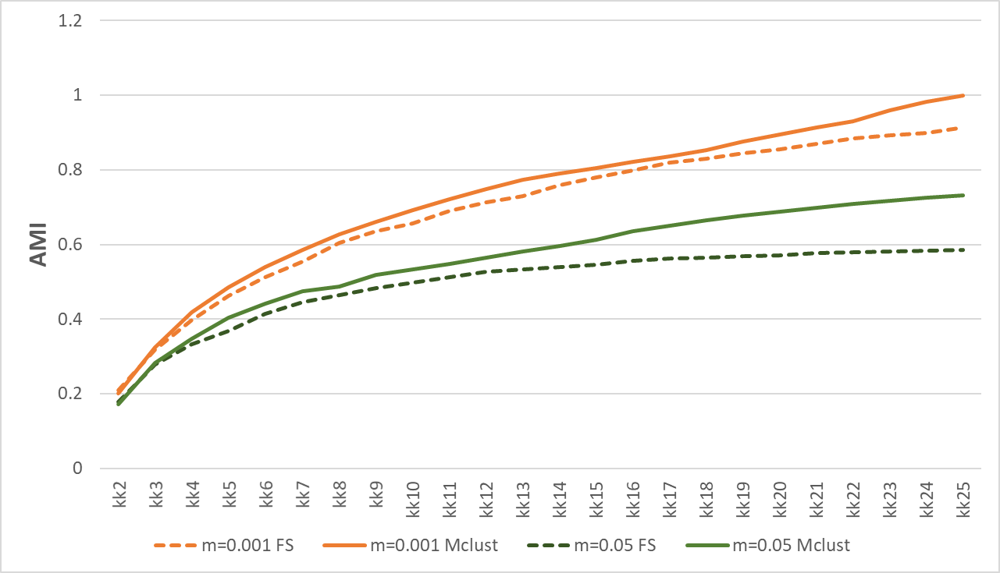 1.2
1
0.8
0.6
0.4
0.2
0
AMI
kk2
kk3
kk4
kk5
kk6
kk7
kk8
kk9
kk10
kk11
kk12
kk13
kk14
kk15
kk16
kk17
kk18
kk19
kk20
kk21
kk22
kk23
kk24
kk25
m=0.001 FS m=0.001 Mclust m=0.05 FS m=0.05 Mclust